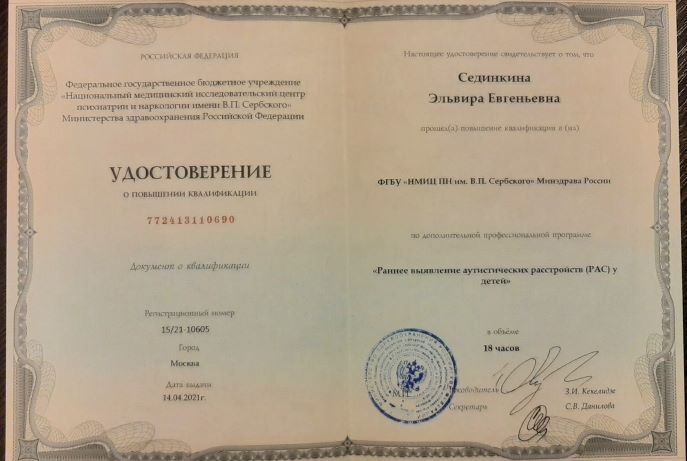 РОССИЙСКАЯ ФЕДЕРАЦИЯ
Федеральное государственное бюджетное учреждение
«Национальный медицинский исследовательский центр
психиатрии и наркологии имени В.П. Сербского»
Министерства здравоохранения Российской Федерации
УДОСТОВЕРЕНИЕ
О ПОВЫШЕНИИ КВАЛИФИКАЦИИ
772413110690
Документ о квалификации
Регистрационный номер
15/21-10605
Город
Москва
Дата выдачи
14.04.2021г.
Настоящее удостоверение свидетельствует о том, что
Сединкина
Эльвира Евгеньевна
прошел(а) повышение квалификации в (на)
ФГБУ «НМИЦ ПН им. В.П. Сербского» Минздрава России
по дополнительной профессиональной программе
«Раннее выявление аутистических расстройств (РАС) у
детей»
в объёме
18 часов
М.П.
Руководитель
З.И. Кекелидзе
Секретарь
С.В. Данилова